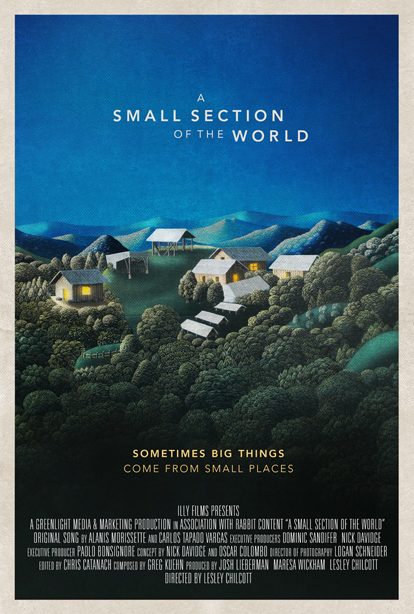 A
SMALL SECTION
OF THE WORLD
SOMETIMES BIG THINGS
COME FROM SMALL PLACES
ILLY FILMS PRESENTS
A GREENLIGHT MEDIA & MARKETING PRODUCTION IN ASSOCIATION WITH RABBIT CONTENT "A SMALL SECTION OF THE WORLD"
ORIGINAL SONG BY ALANIS MORISSETTE AND CARLOS TAPADO VARGAS EXECUTIVE PRODUCERS DOMINIC SANDIFER NICK DAVIDGE
EXECUTIVE PRODUCER PAOLO BONSIGNORE CONCEPT BY NICK DAVIDGE AND OSCAR COLOMBO DIRECTOR OF PHOTOGRAPHY LOGAN SCHNEIDER
EDITED BY CHRIS CATANACH COMPOSED BY GREG KUEHN PRODUCED BY JOSH LIEBERMAN MARESA WICKHAM LESLEY CHILCOTT
DIRECTED BY LESLEY CHILCOTT